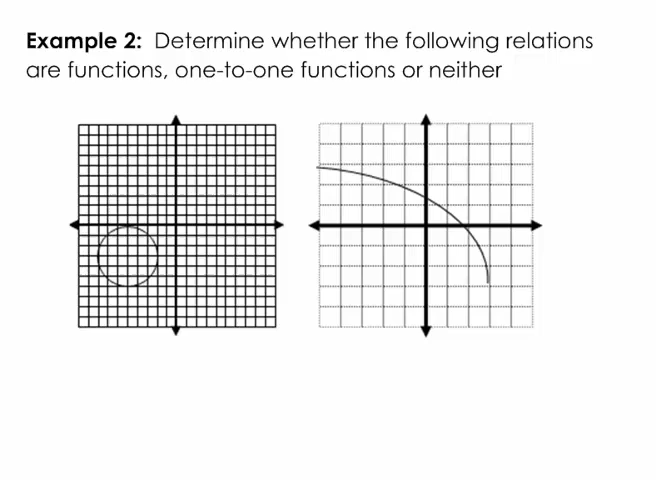 Example 2: Determine whether the following relations
are functions, one-to-one functions or neither